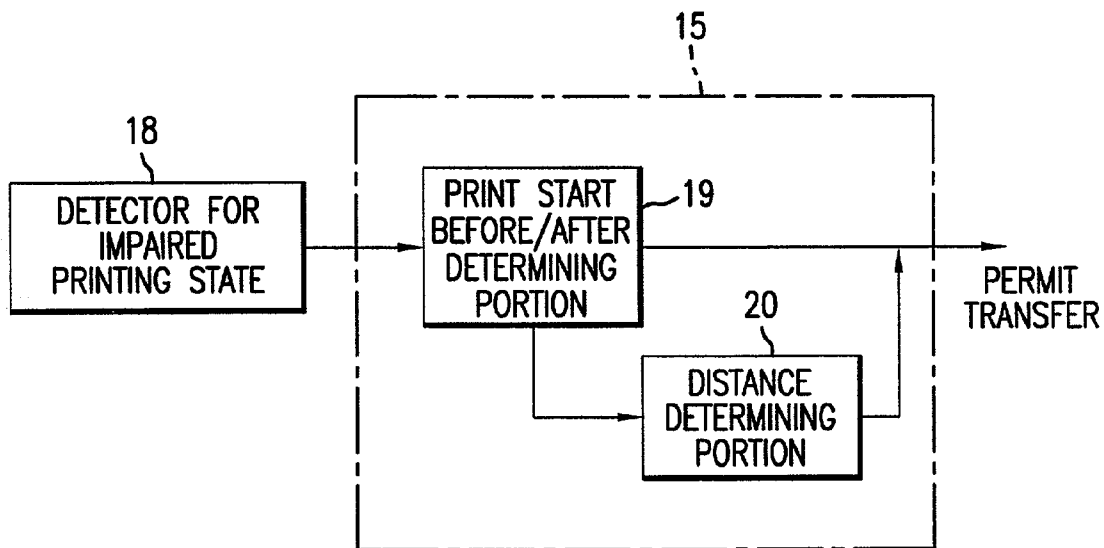 15
18
DETECTOR FOR
IMPAIRED
PRINTING STATE
PRINT START
BEFORE/AFTER
DETERMINING
PORTION
19
PERMIT
TRANSFER
20
DISTANCE
DETERMINING
PORTION